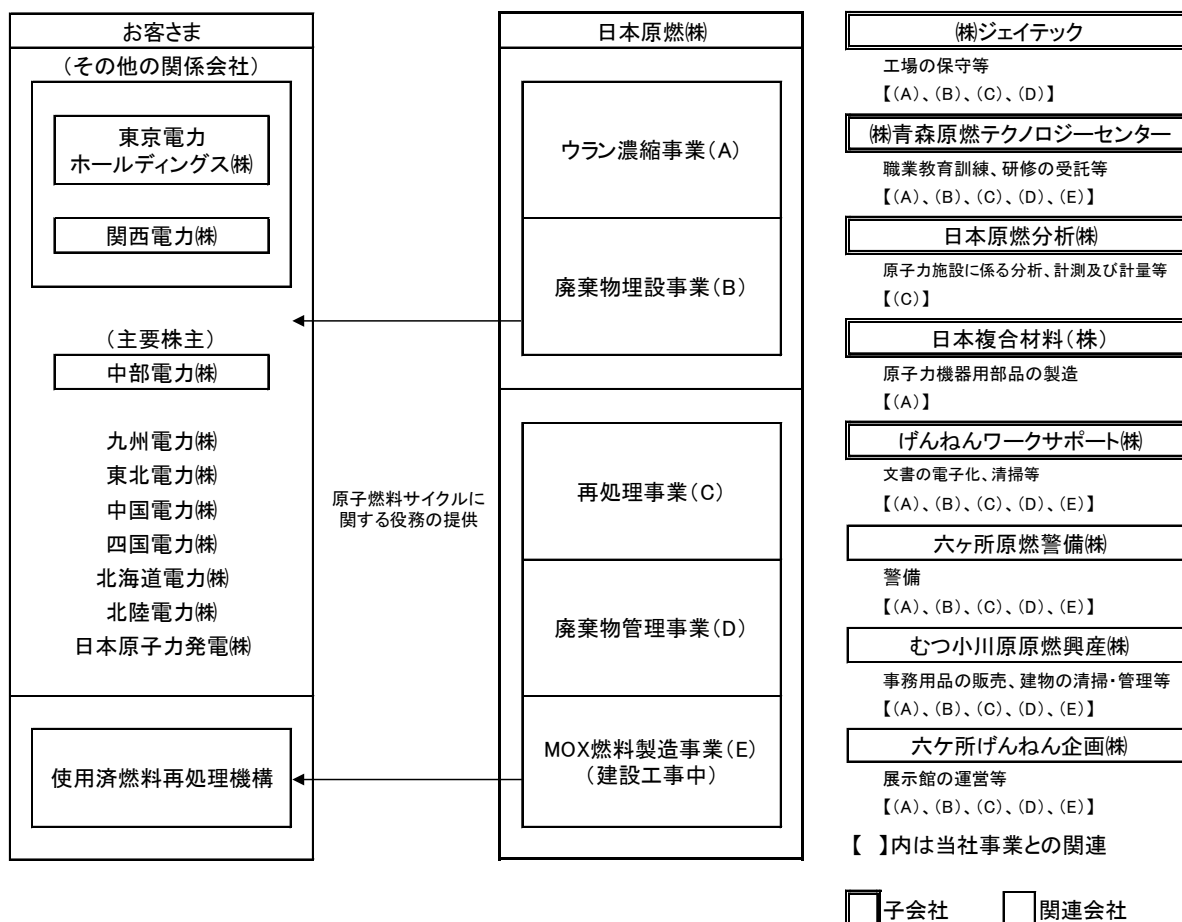 お客さま
(その他の関係会社)
東京電力
ホールディングス㈱
関西電力㈱
(主要株主)
中部電力㈱
九州電力㈱
東北電力㈱
中国電力㈱
四国電力㈱
北海道電力㈱
北陸電力㈱
日本原子力発電㈱
使用済燃料再処理機構
原子燃料サイクルに
関する役務の提供
日本原燃㈱
ウラン濃縮事業(A)
廃棄物埋設事業(B)
再処理事業(C)
廃棄物管理事業(D)
MOX燃料製造事業(E)
(建設工事中)
㈱ジェイテック
工場の保守等
【(A)、(B)、(C)、(D)】
㈱青森原燃テクノロジーセンター
職業教育訓練、研修の受託等
【(A)、(B)、(C)、(D)、(E)】
日本原燃分析㈱
原子力施設に係る分析、計測及び計量等
【(C)】
日本複合材料(株)
原子力機器用部品の製造
【(A)】
げんねんワークサポート㈱
文書の電子化、清掃等
【(A)、(B)、(C)、(D)、(E)】
六ヶ所原燃警備㈱
警備
【(A)、(B)、(C)、(D)、(E)】
むつ小川原原燃興産㈱
事務用品の販売、建物の清掃・管理等
【(A)、(B)、(C)、(D)、(E)】
六ケ所げんねん企画㈱
展示館の運営等
【(A)、(B)、(C)、(D)、(E)】
【 】内は当社事業との関連
子会社 関連会社